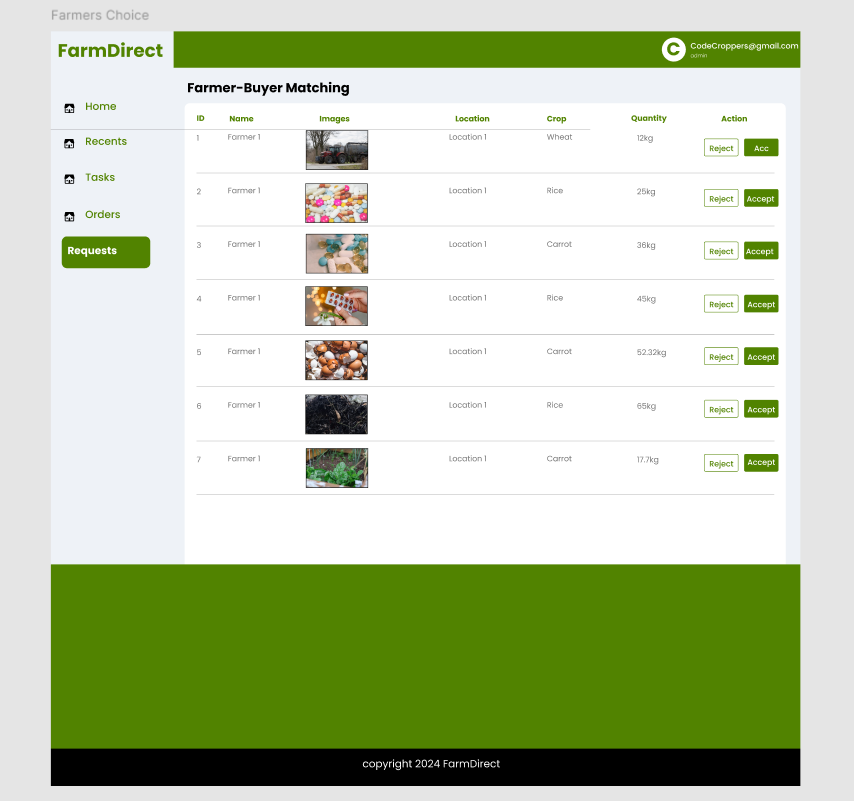 Farmers Choice
FarmDirect
CodeCroppers@gmail.com
admin
Farmer-Buyer Matching
Home
Recents
Tasks
Orders
Requests
ID Name Images Location Crop Quantity Action
1 Farmer 1 Location 1 Wheat 12kg Reject Acc
2 Farmer 1 Location 1 Rice 25kg Reject Accept
3 Farmer 1 Location 1 Carrot 36kg Reject Accept
4 Farmer 1 Location 1 Rice 45kg Reject Accept
5 Farmer 1 Location 1 Carrot 52.32kg Reject Accept
6 Farmer 1 Location 1 Rice 65kg Reject Accept
7 Farmer 1 Location 1 Carrot 17.7kg Reject Accept
copyright 2024 FarmDirect